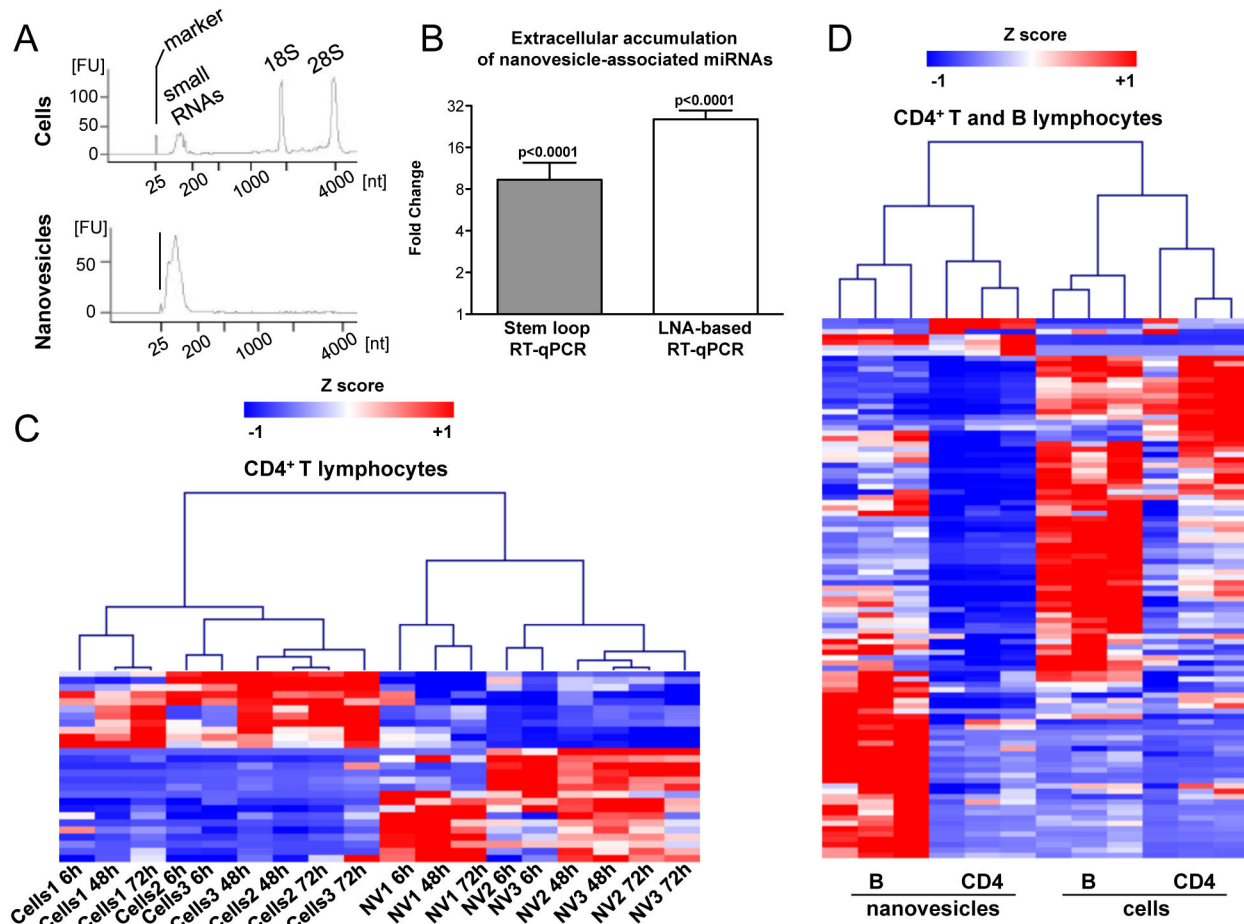 A
marker
[FU]
small
RNAs
18S
28S
100
50
0
Cells
25
200
1000
4000
[nt]
[FU]
50
0
Nanovesicles
25
200
1000
4000
[nt]
B
Extracellular accumulation
of nanovesicle-associated miRNAs
Fold Change
32
16
8
4
2
1
p<0.0001
p<0.0001
Stem loop
RT-qPCR
LNA-based
RT-qPCR
C
Z score
-1
+1
CD4+ T lymphocytes
Cells1 6h
Cells1 48h
Cells1 72h
Cells2 6h
Cells3 6h
Cells3 48h
Cells2 48h
Cells2 72h
Cells3 72h
NV1 6h
NV1 48h
NV1 72h
NV2 6h
NV3 6h
NV2 48h
NV3 48h
NV2 72h
NV3 72h
D
Z score
-1
+1
CD4+ T and B lymphocytes
B
CD4
B
CD4
nanovesicles
cells